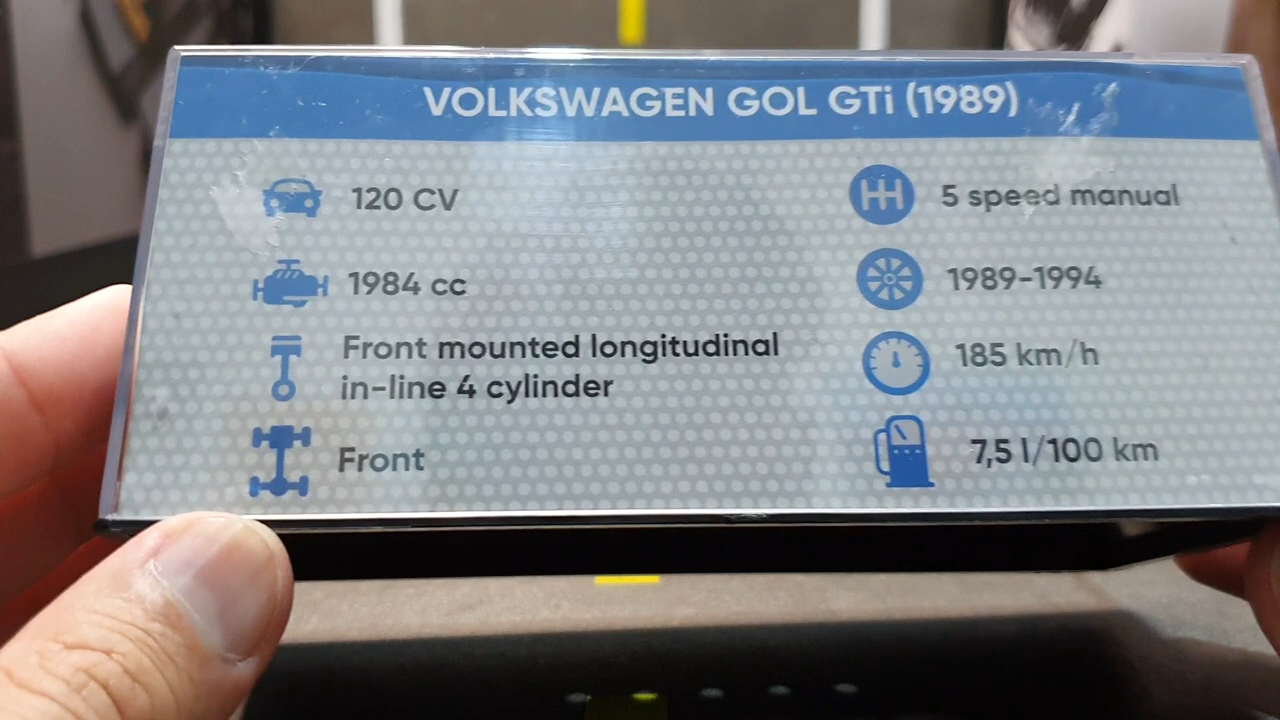 VOLKSWAGEN GOL GTi (1989)
120 CV
1984 cc
Front mounted longitudinal
in-line 4 cylinder
Front
5 speed manual
1989-1994
185 km/h
7,5 l/100 km